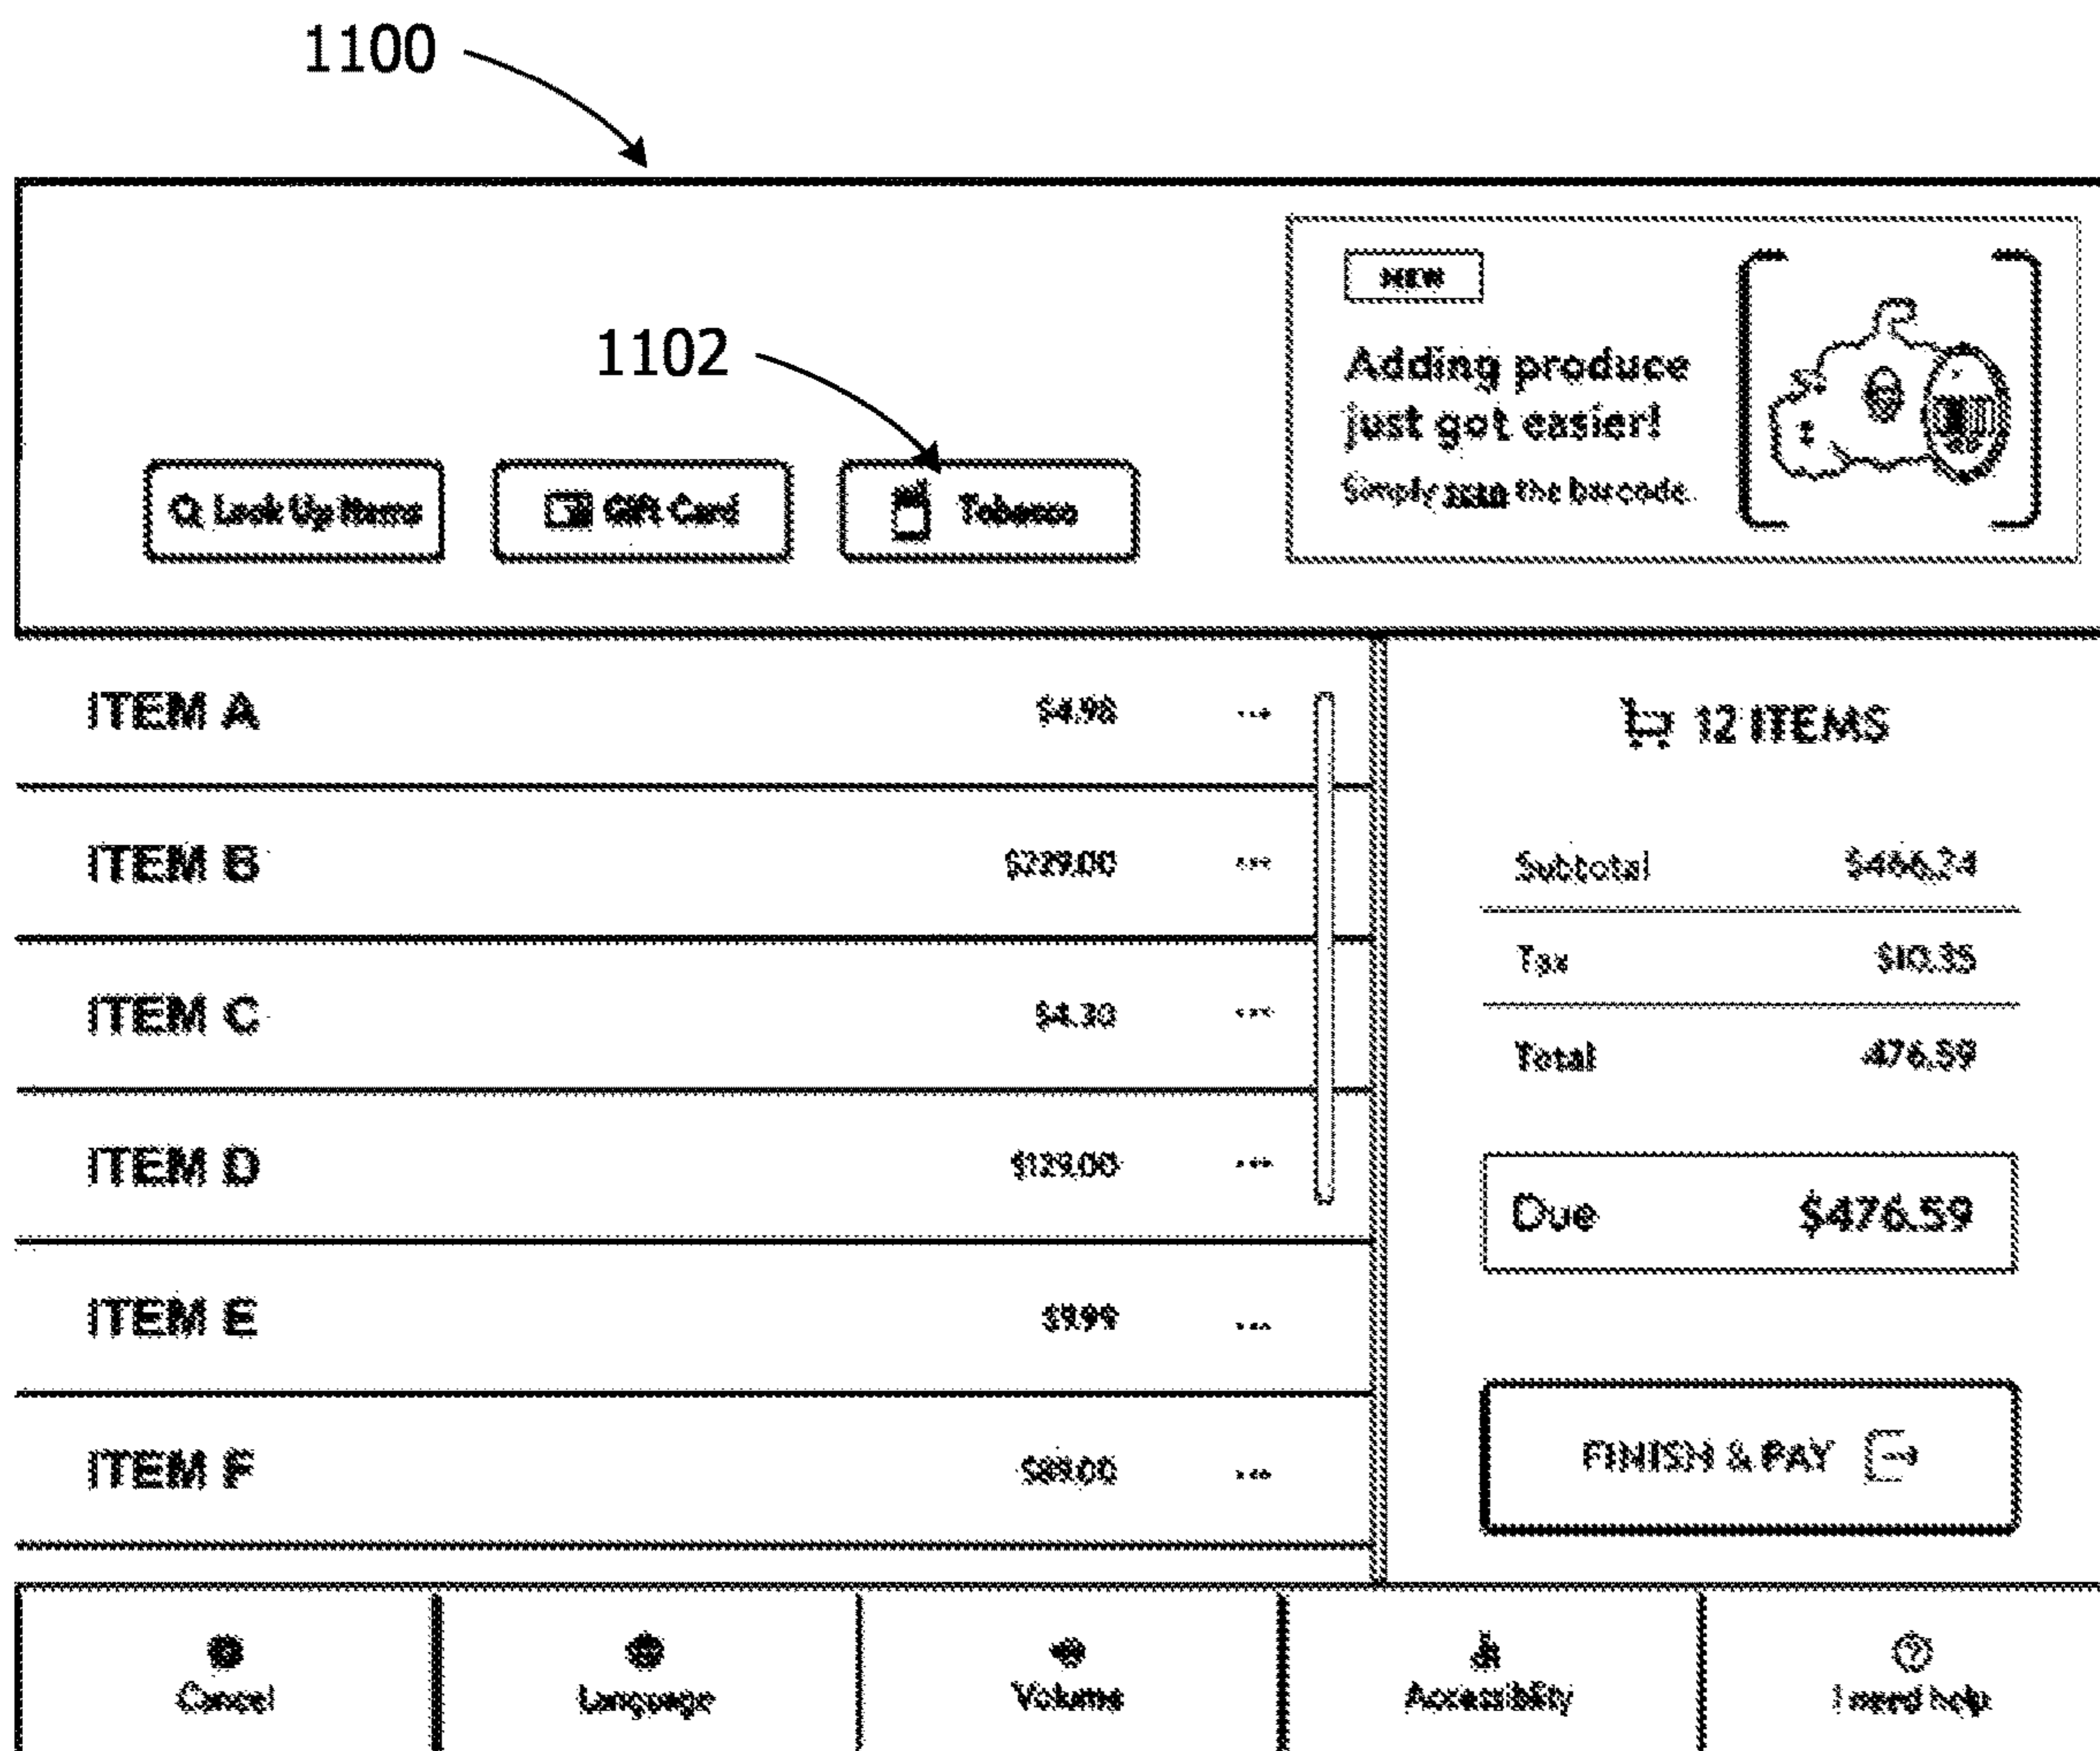 1100
1102
Look Up Items
Gift Card
Tobacco
NEW
Adding produce
just got easier!
Simply scan the barcode.
ITEM A $4.98 ...
ITEM B $229.00 ...
ITEM C $4.30 ...
ITEM D $129.00 ...
ITEM E $9.99 ...
ITEM F $89.00 ...
12 ITEMS
Subtotal $466.24
Tax $10.35
Total 476.59
Due $476.59
FINISH & PAY
Cancel
Language
Volume
Accessiblity
I need help